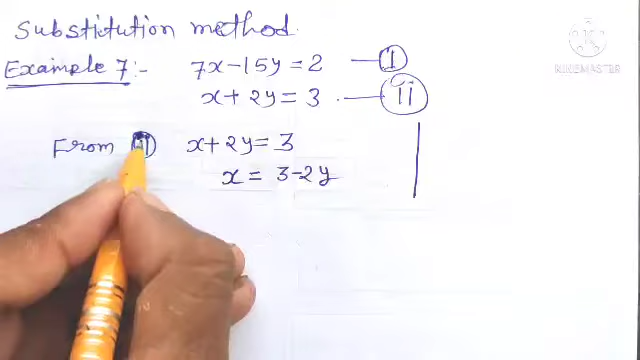 Substitution method.
Example 7:- 7x-15y=2 — I
x+2y=3. — ii
From ii x+2y=3
x= 3-2y
KINEMASTER